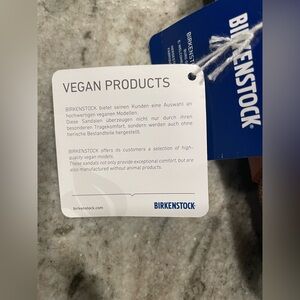 VEGAN PRODUCTS
BIRKENSTOCK bietet seinen Kunden eine Auswahl an
hochwertigen veganen Modellen.
Diese Sandalen überzeugen nicht nur durch ihren
besonderen Tragekomfort, sondern werden auch ohne
tierische Bestandteile hergestellt.
BIRKENSTOCK offers its customers a selection of high-
quality vegan models.
These sandals not only provide exceptional comfort, but are
also manufactured without animal products.
birkenstock.com
BIRKENSTOCK
BIRKENSTOCK